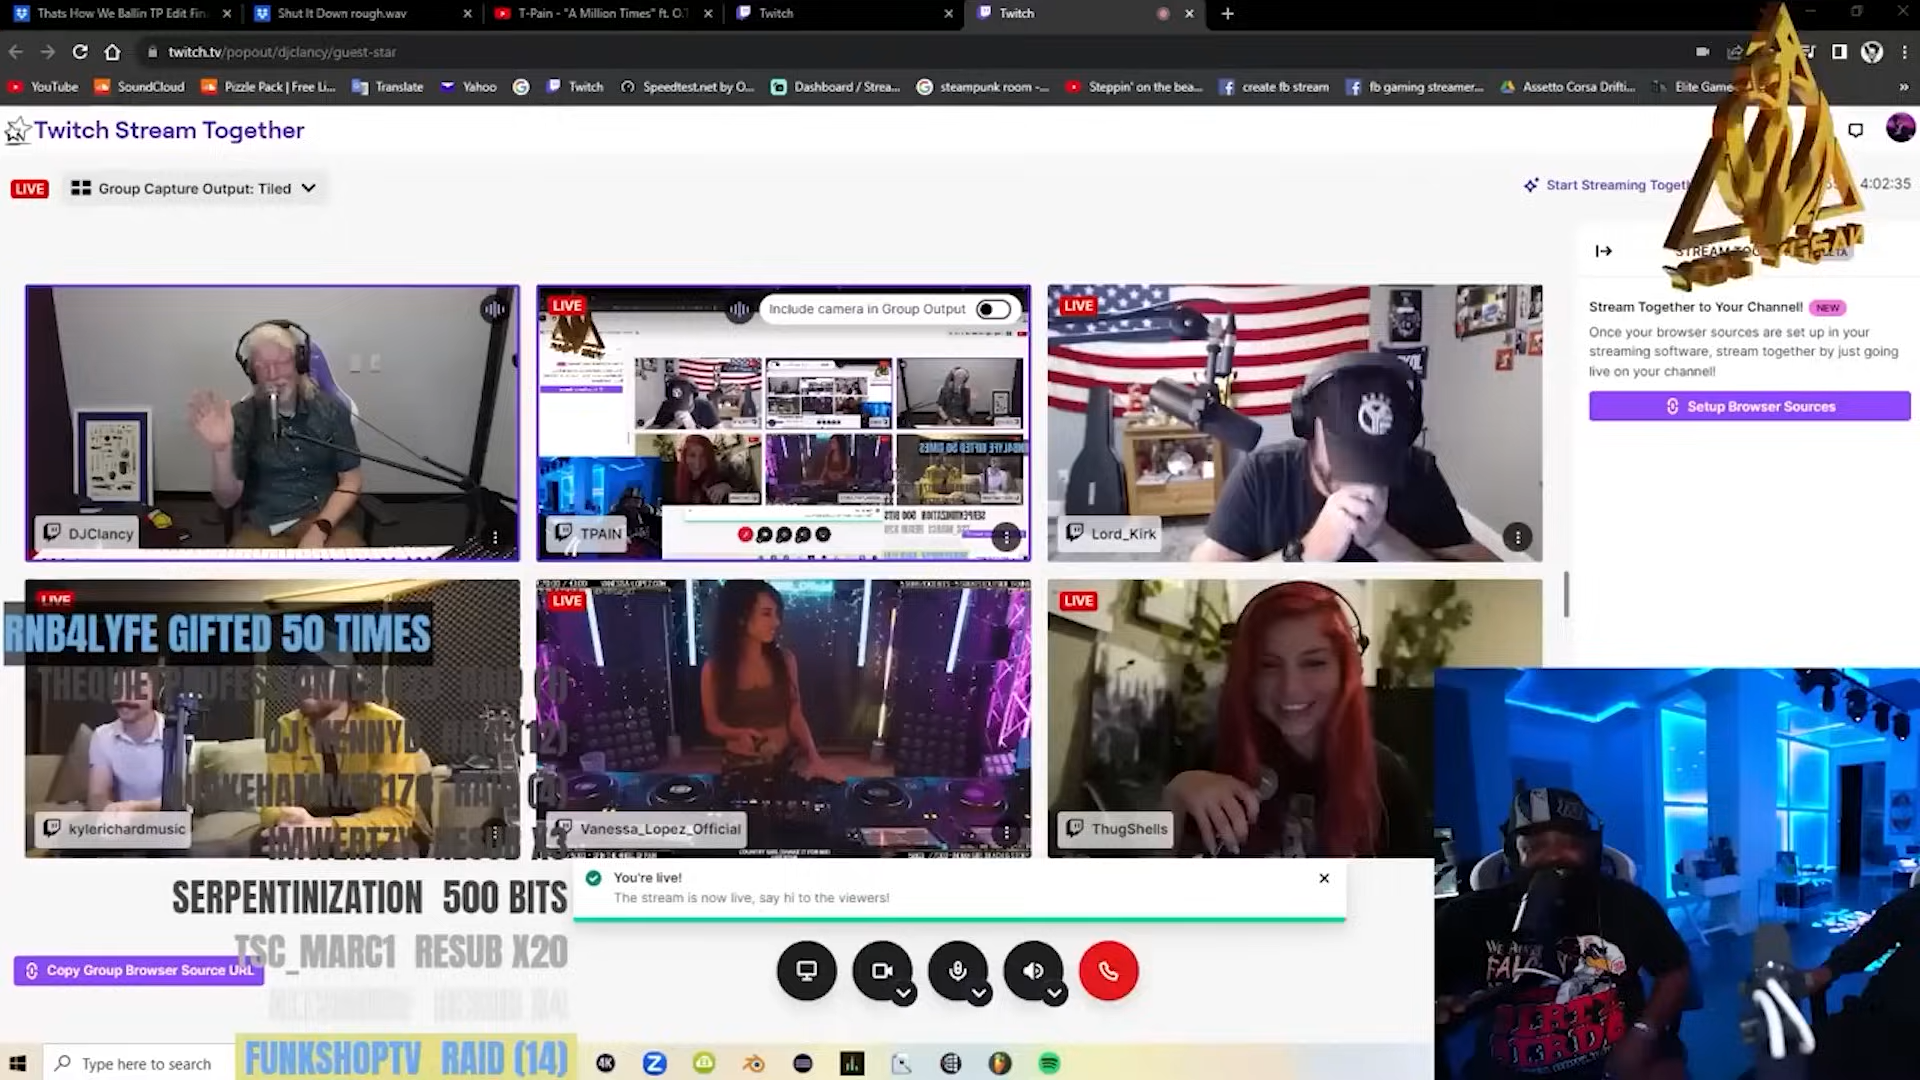 Thats How We Ballin TP Edit Fin
Shut It Down rough.wav
T-Pain - "A Million Times" ft. O.T
Twitch
Twitch
twitch.tv/popout/djclancy/guest-star
YouTube
SoundCloud
Pizzle Pack | Free Li...
Translate
Yahoo
Twitch
Speedtest.net by O...
Dashboard / Strea...
steampunk room -...
Steppin' on the bea...
create fb stream
fb gaming streamer...
Assetto Corsa Drifti...
Elite Game
Twitch Stream Together
LIVE
Group Capture Output: Tiled
Start Streaming Togeth
4:02:35
Stream Together to Your Channel! NEW
Once your browser sources are set up in your
streaming software, stream together by just going
live on your channel!
Setup Browser Sources
DJClancy
LIVE
Include camera in Group Output
TPAIN
LIVE
Lord_Kirk
LIVE
RNB4LYFE GIFTED 50 TIMES
kylerichardmusic
LIVE
Vanessa_Lopez_Official
LIVE
ThugShells
SERPENTINIZATION 500 BITS
TSC_MARC1 RESUB X20
FUNKSHOPTV RAID (14)
You're live!
The stream is now live, say hi to the viewers!
Copy Group Browser Source URL
Type here to search